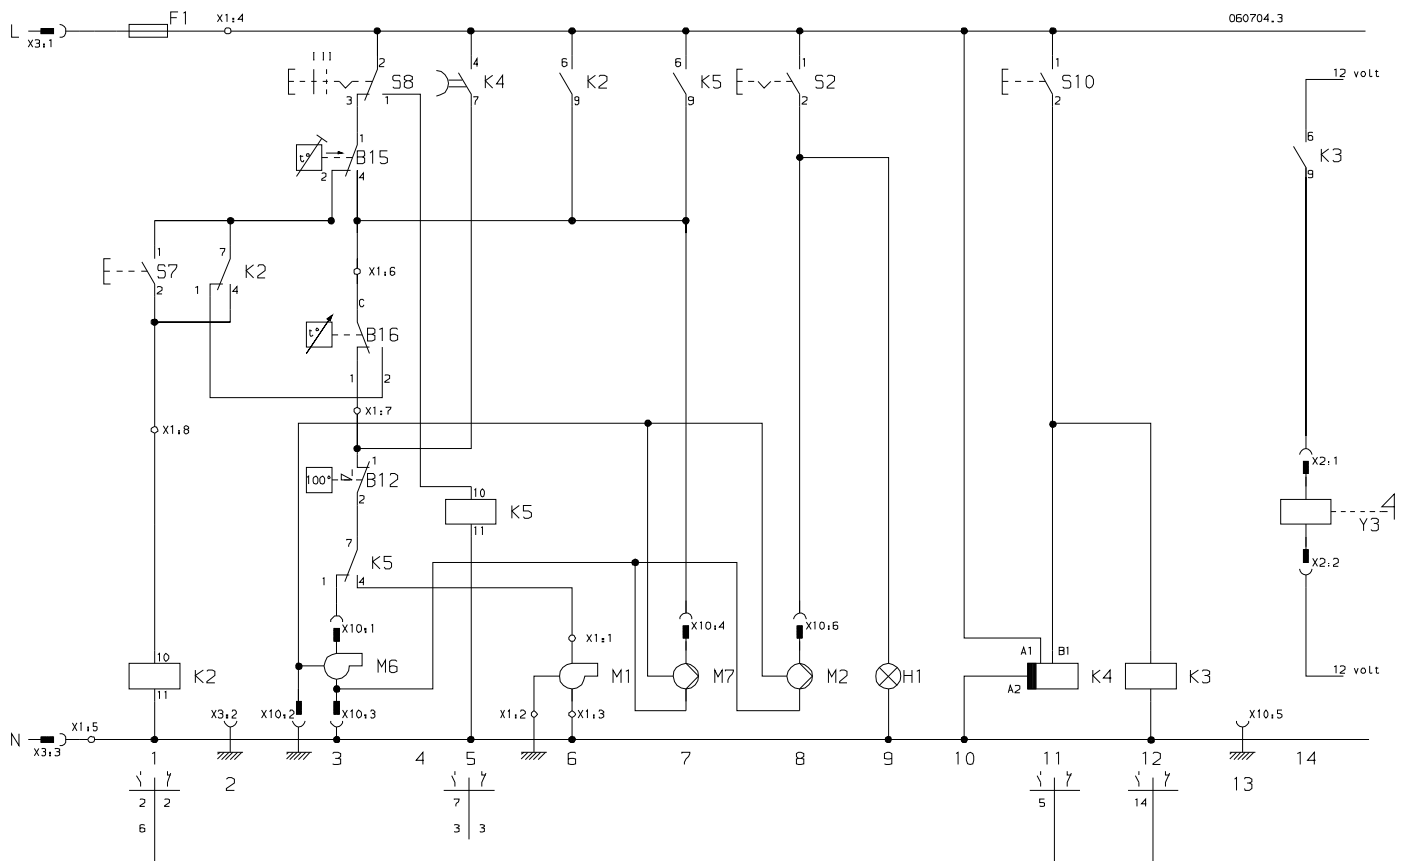 L F1 X1:4 060704.3
X3:1
2 4 6 6 1 1 12 volt
S8 K4 K2 K5 S2 S10
3 1 7 9 9 2 2
1 6
t° B15 K3
2 4 9
1 7 X1:6
S7 K2
2 1 4 C
t° B16
1 2
X1:7
X1:8
1 X2:1
100° B12
2 10
K5 Y3
11
7 X2:2
K5
1 4
X10:1 X10:4 X10:6
X1:1
10 A1 B1
K2 M6 M1 M7 M2 H1 K4 K3 12 volt
11 A2
X3:2 X10:2 X10:3 X1:2 X1:3 X10:5
X1:5
N
X3:3
1 3 4 5 6 7 8 9 10 11 12 14
2 13
2 2 7 5 14
6 3 3